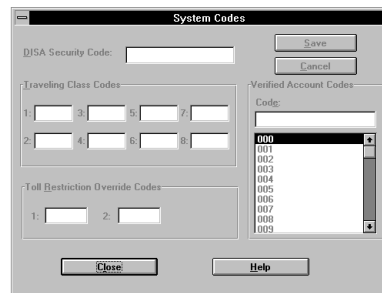 System Codes
DISA Security Code:
Save
Cancel
Traveling Class Codes
1: 3: 5: 7:
2: 4: 6: 8:
Verified Account Codes
Code:
000
001
002
003
004
005
006
007
008
009
Toll Restriction Override Codes
1: 2:
Close
Help